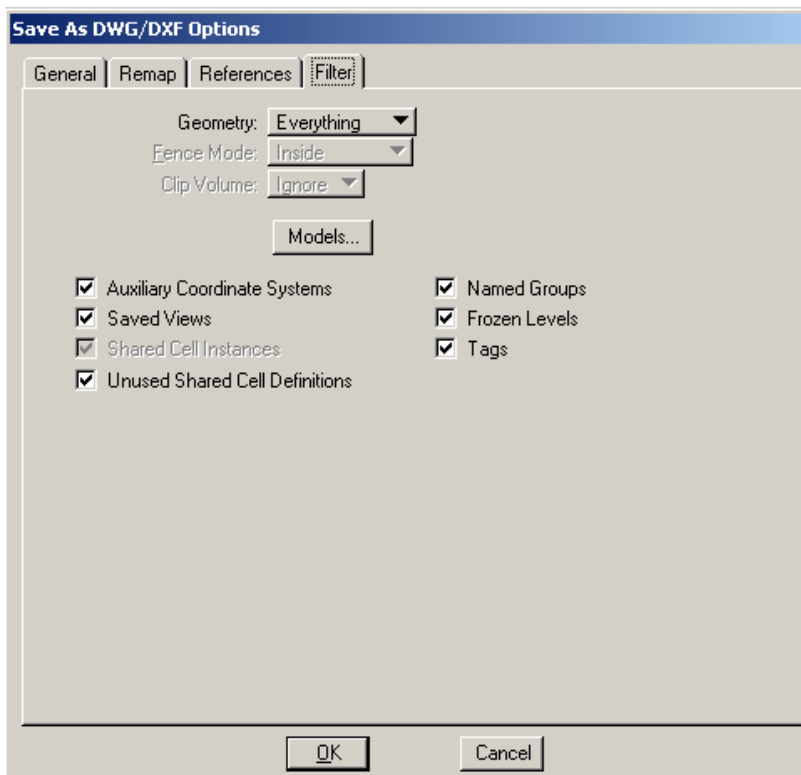 Save As DWG/DXF Options
General Remap References Filter
Geometry: Everything
Fence Mode: Inside
Clip Volume: Ignore
Models...
Auxiliary Coordinate Systems Named Groups
Saved Views Frozen Levels
Shared Cell Instances Tags
Unused Shared Cell Definitions
OK Cancel